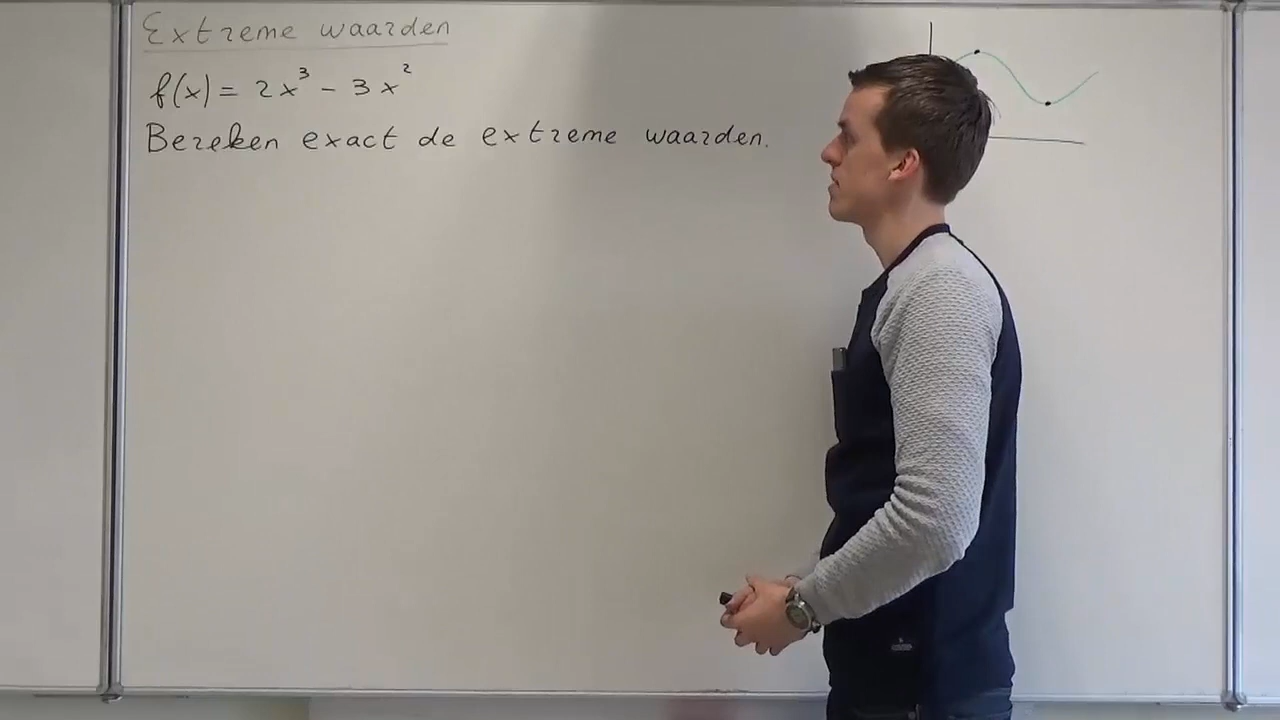 Extreme waarden
f(x) = 2x³ - 3x²
Bereken exact de extreme waarden.